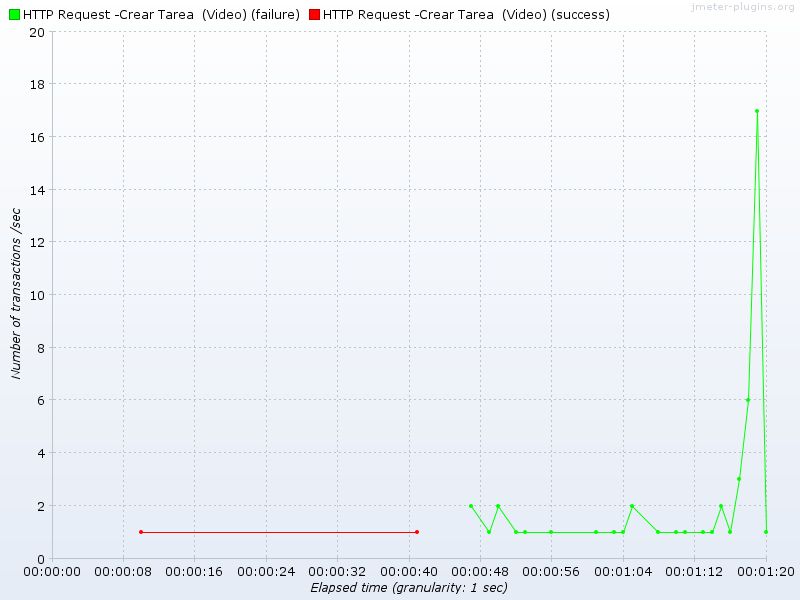 HTTP Request -Crear Tarea  (Video) (failure) HTTP Request -Crear Tarea  (Video) (success)
jmeter-plugins.org
20
18
16
14
12
10
8
6
4
2
0
Number of transactions /sec
00:00:00 00:00:08 00:00:16 00:00:24 00:00:32 00:00:40 00:00:48 00:00:56 00:01:04 00:01:12 00:01:20
Elapsed time (granularity: 1 sec)